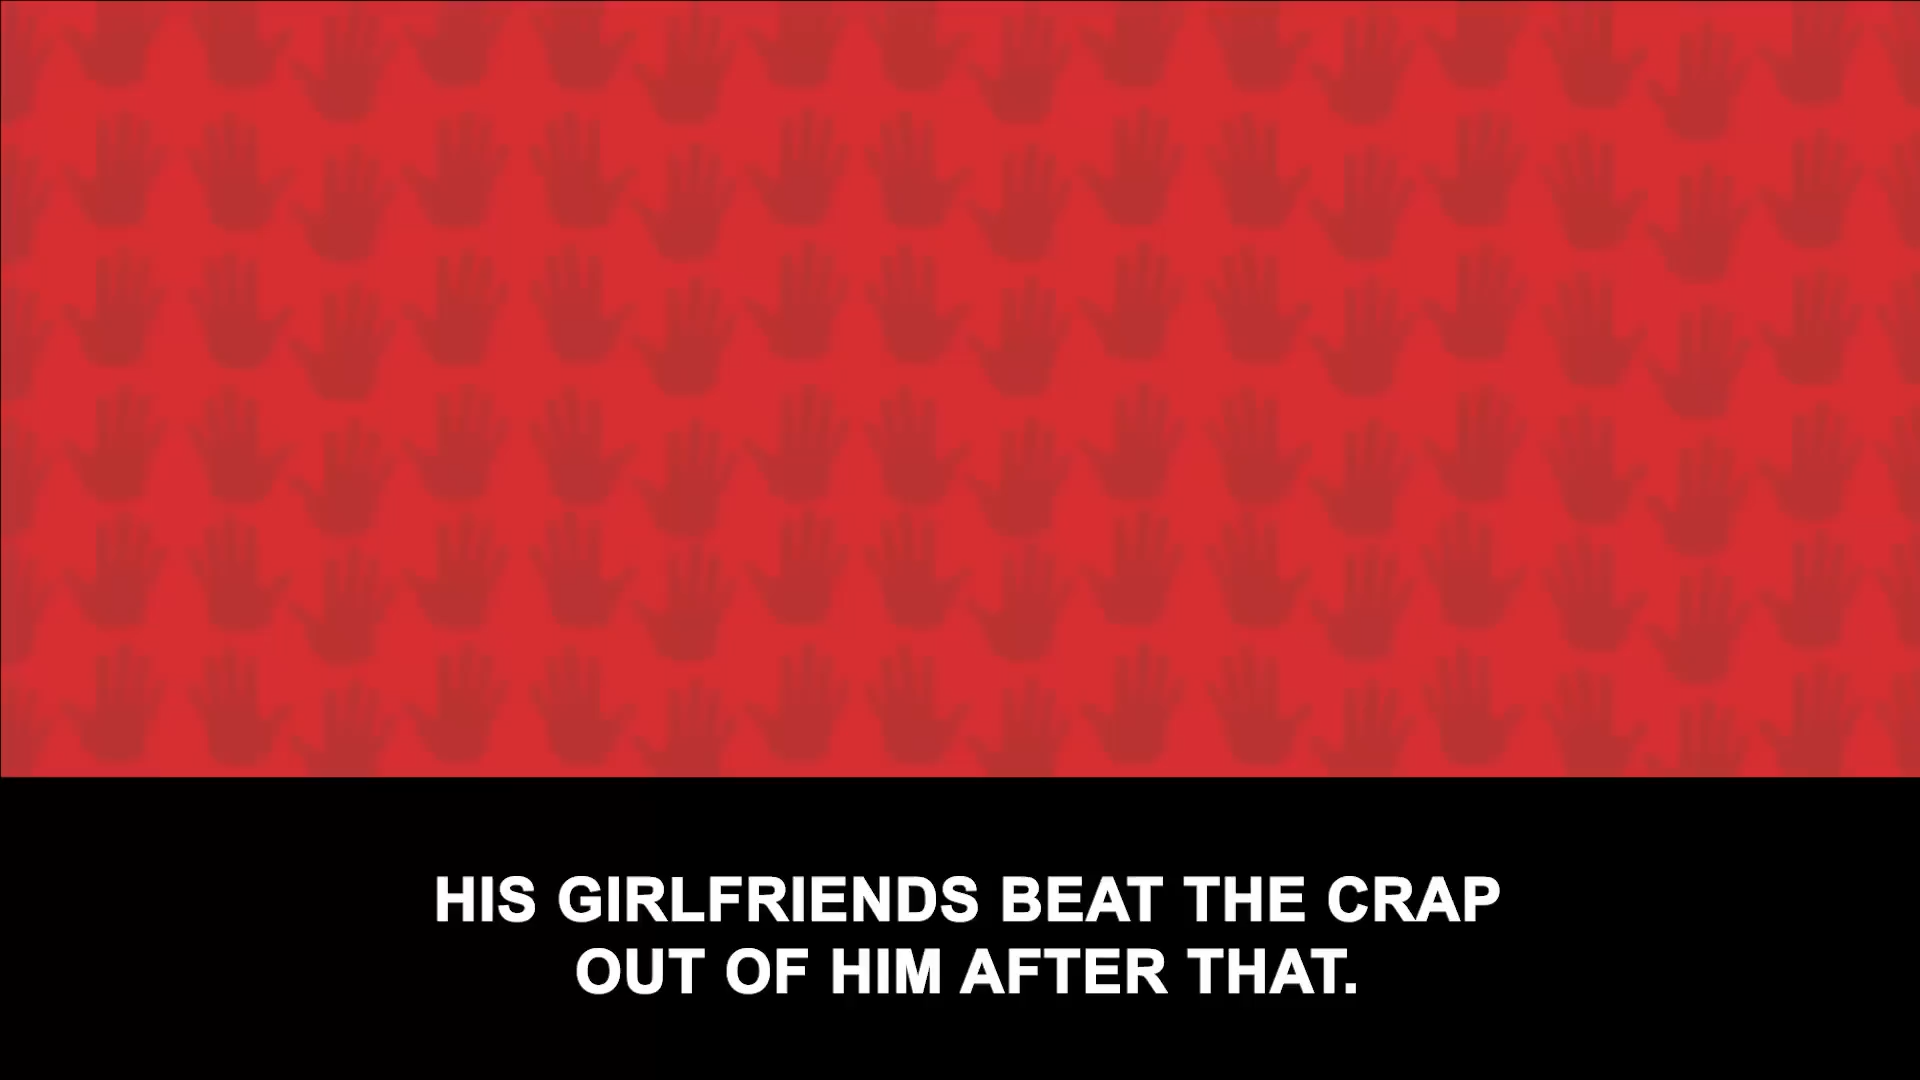 HIS GIRLFRIENDS BEAT THE CRAP
OUT OF HIM AFTER THAT.